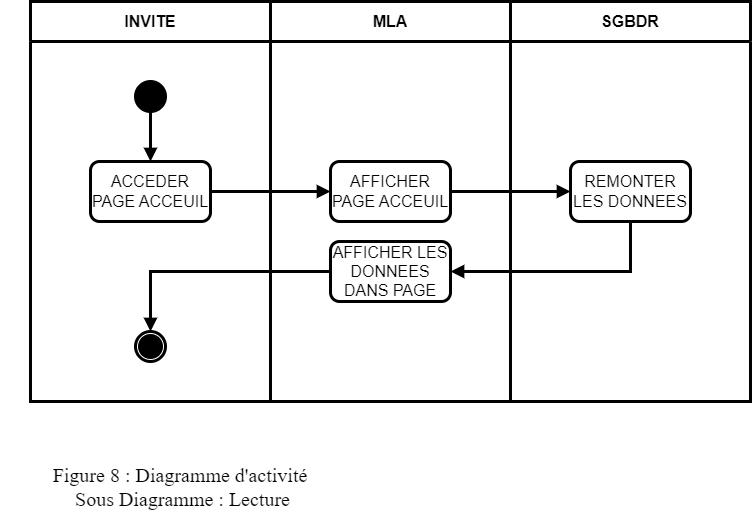 INVITE
MLA
SGBDR
ACCEDER
PAGE ACCEUIL
AFFICHER
PAGE ACCEUIL
REMONTER
LES DONNEES
AFFICHER LES
DONNEES
DANS PAGE
Figure 8 : Diagramme d'activité
Sous Diagramme : Lecture